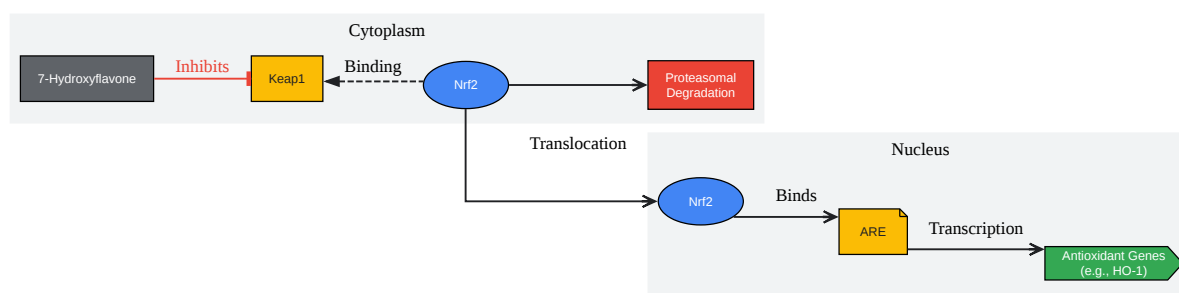 Cytoplasm
7-Hydroxyflavone
Inhibits
Keap1
Binding
Nrf2
Proteasomal
Degradation
Translocation
Nucleus
Nrf2
Binds
ARE
Transcription
Antioxidant Genes
(e.g., HO-1)